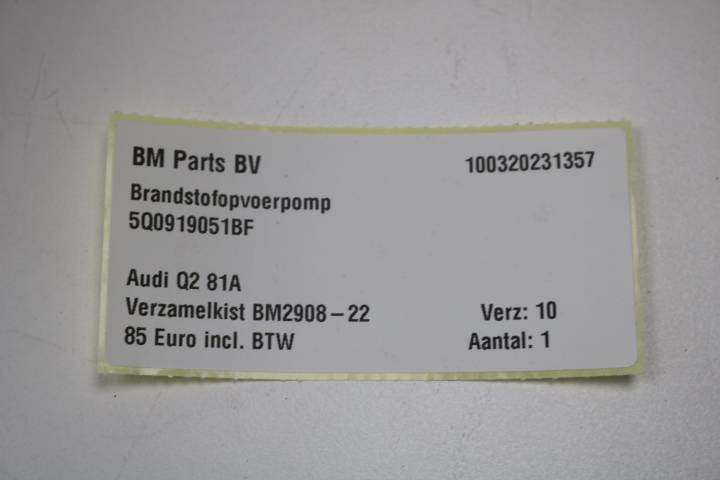 BM Parts BV 100320231357
Brandstofopvoerpomp
5Q0919051BF
Audi Q2 81A
Verzamelkist BM2908-22 Verz: 10
85 Euro incl. BTW Aantal: 1